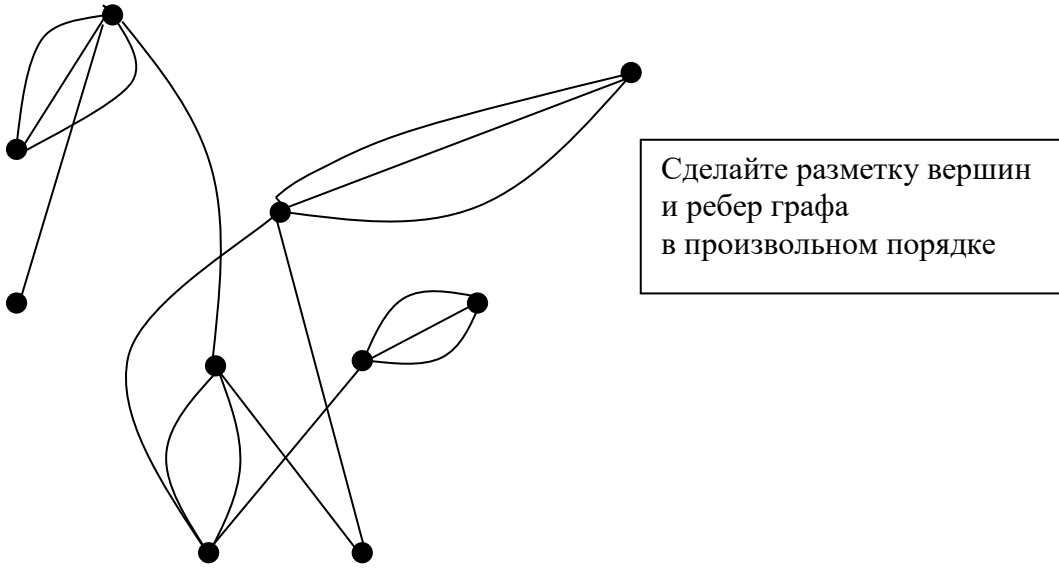 Сделайте разметку вершин
и ребер графа
в произвольном порядке